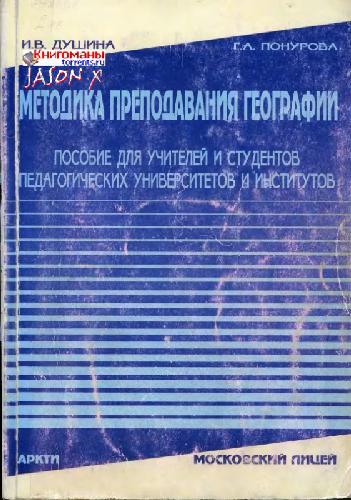 И.В. ДУШИНА
Г.А. ПОНУРОВА
Книгоманы
torrents.ru
JASON X
МЕТОДИКА ПРЕПОДАВАНИЯ ГЕОГРАФИИ
ПОСОБИЕ ДЛЯ УЧИТЕЛЕЙ И СТУДЕНТОВ
ПЕДАГОГИЧЕСКИХ УНИВЕРСИТЕТОВ И ИНСТИТУТОВ
АРКТИ
МОСКОВСКИЙ ЛИЦЕЙ